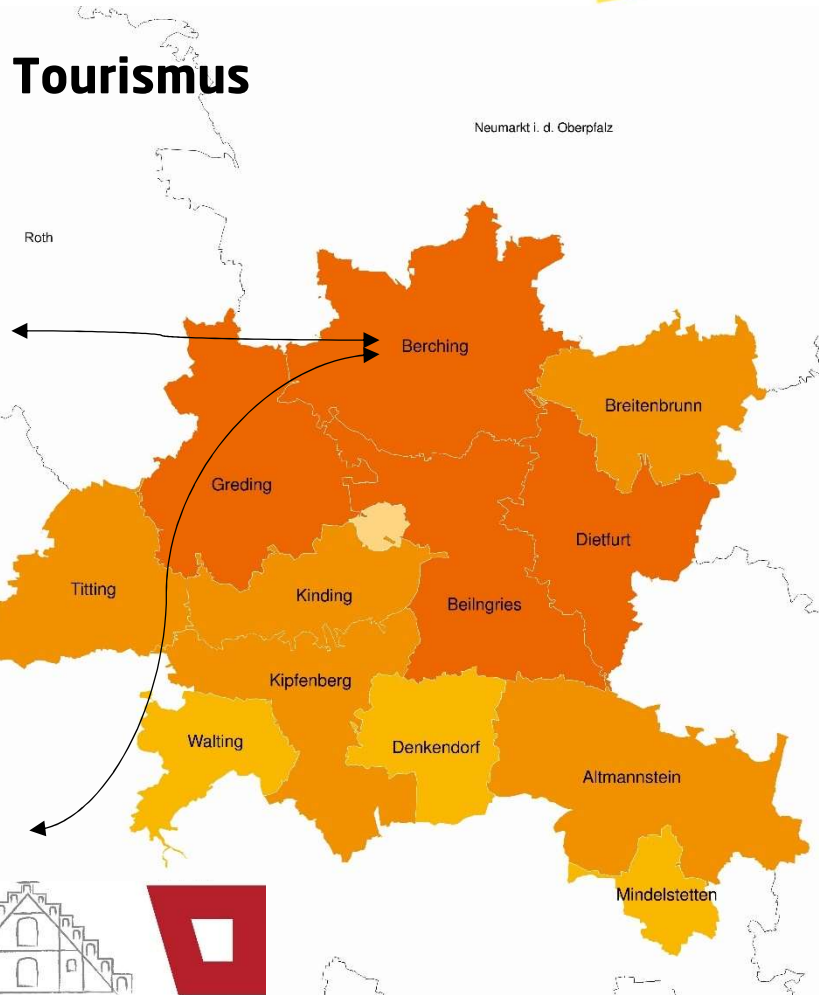 Tourismus
Neumarkt i. d. Oberpfalz
Roth
Berching
Breitenbrunn
Greding
Dietfurt
Titting
Kinding
Beilngries
Kipfenberg
Walting
Denkendorf
Altmannstein
Mindelstetten